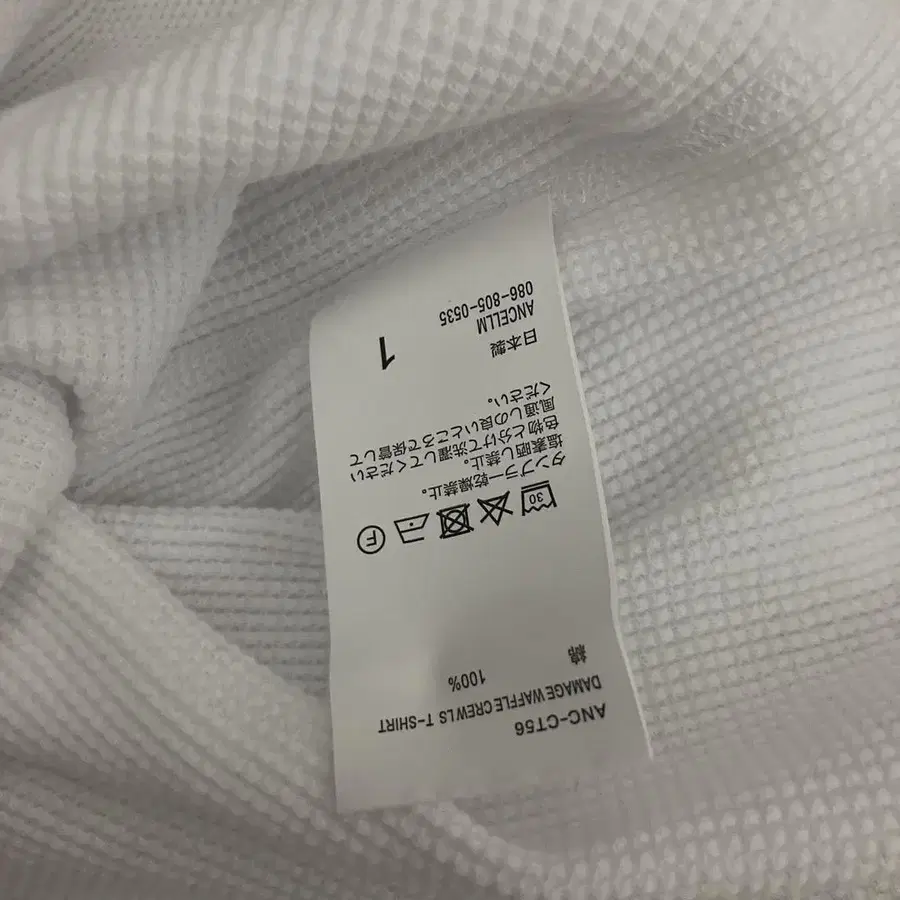 ANC-CT56
DAMAGE WAFFLE CREW LS T-SHIRT
綿 100%
30 F
タンブラー乾燥禁止。
塩素晒し禁止。
色物と分けて洗濯してください
風通しの良いところで保管して
ください。
日本製 1
ANCELLM
086-805-0535